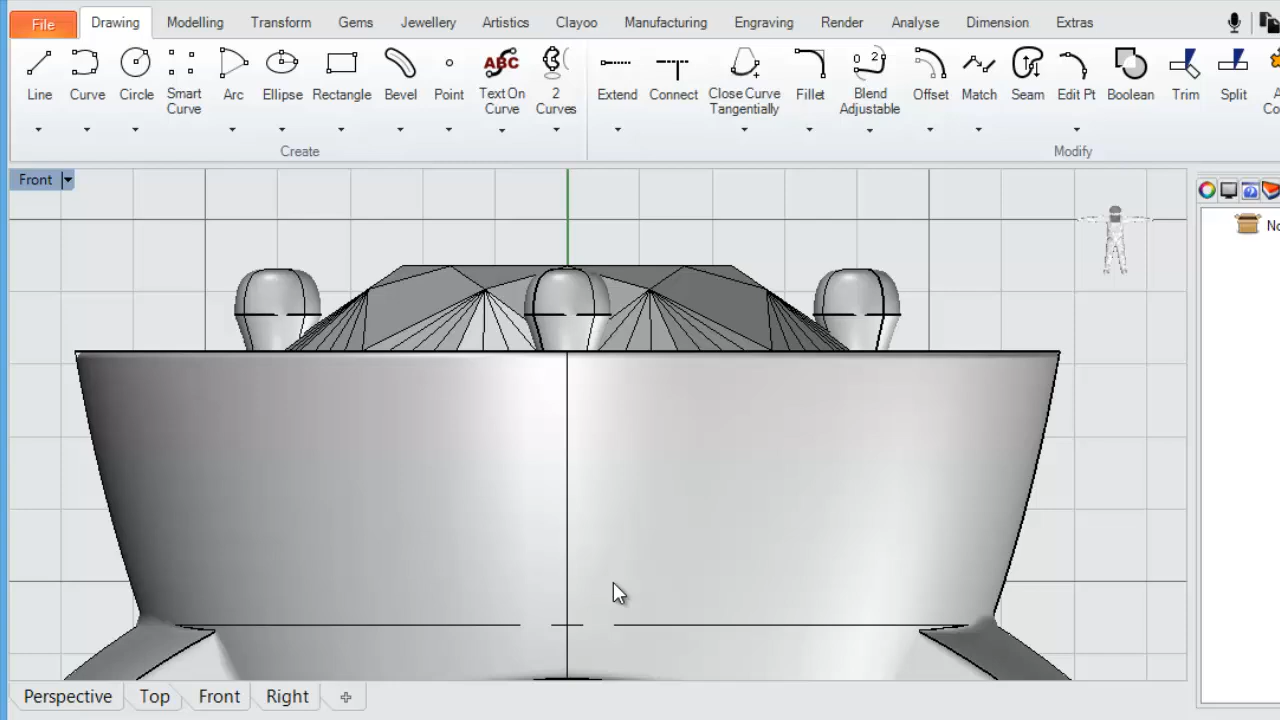 File Drawing Modelling Transform Gems Jewellery Artistics Clayoo Manufacturing Engraving Render Analyse Dimension Extras
ABC 0 2
Line Curve Circle Smart Curve Arc Ellipse Rectangle Bevel Point Text On Curve 2 Curves Extend Connect Close Curve Tangentially Fillet Blend Adjustable Offset Match Seam Edit Pt Boolean Trim Split
Create Modify
Front
Perspective Top Front Right +